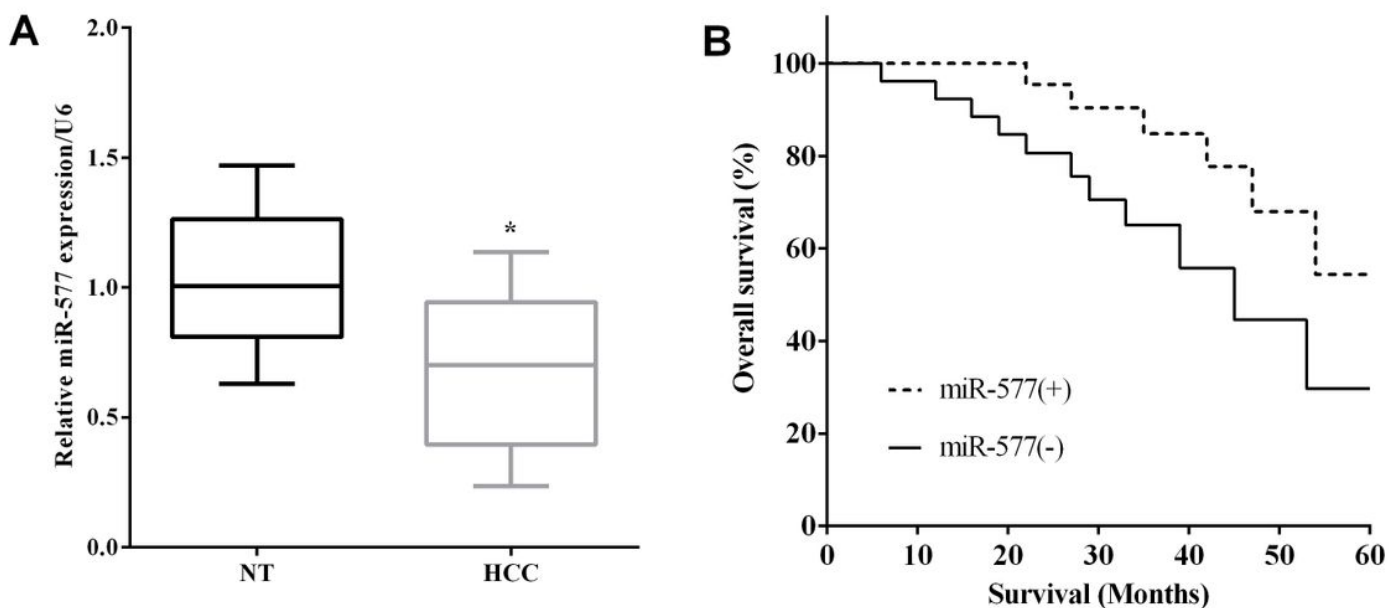 A
Relative miR-577 expression/U6
2.0
1.5
1.0
0.5
0.0
*
NT
HCC
B
Overall survival (%)
100
80
60
40
20
0
miR-577(+)
miR-577(-)
0 10 20 30 40 50 60
Survival (Months)